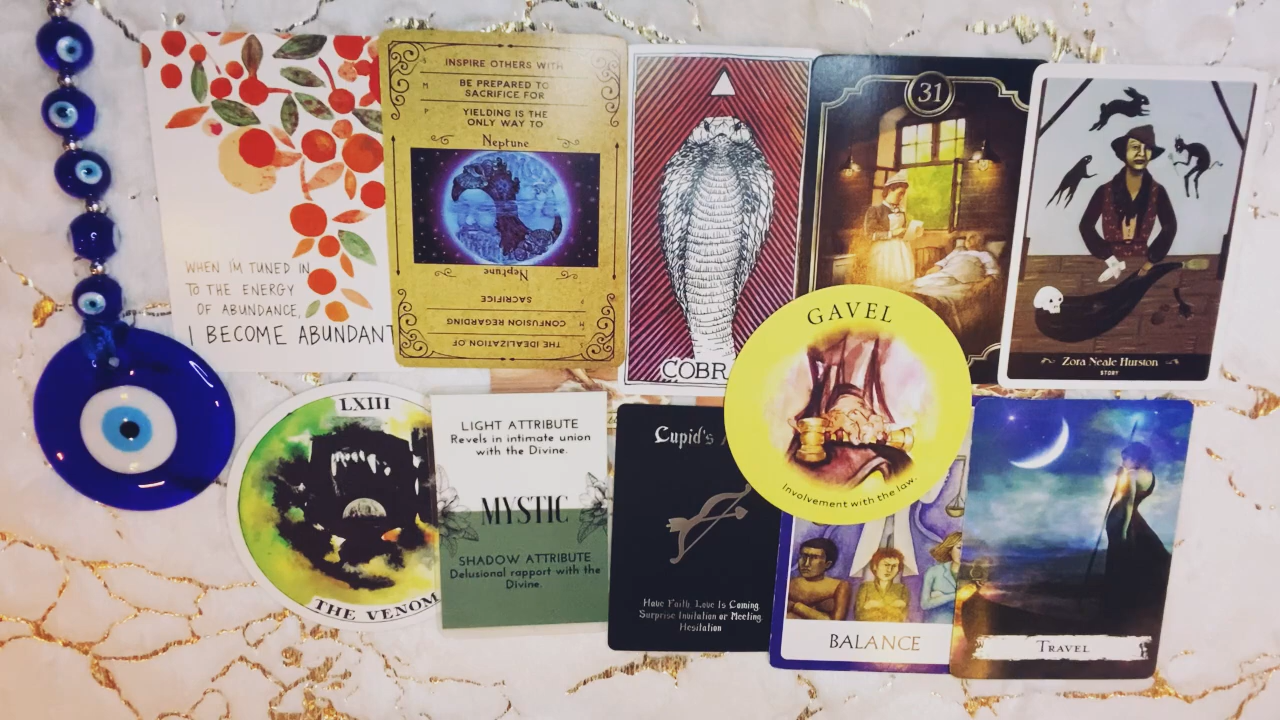 WHEN I'M TUNED IN
TO THE ENERGY
OF ABUNDANCE,
I BECOME ABUNDANT
INSPIRE OTHERS WITH
BE PREPARED TO
SACRIFICE FOR
YIELDING IS THE
ONLY WAY TO
Neptune
Neptune
SACRIFICE
CONFUSION REGARDING
THE IDEALIZATION OF
COBR
31
Zora Neale Hurston
STORY
LXIII
THE VENOM
LIGHT ATTRIBUTE
Revels in intimate union
with the Divine.
MYSTIC
SHADOW ATTRIBUTE
Delusional rapport with the
Divine.
Cupid's
Have Faith Love Is Coming
Surprise Invitation or Meeting
Hesitation
GAVEL
Involvement with the law.
BALANCE
TRAVEL